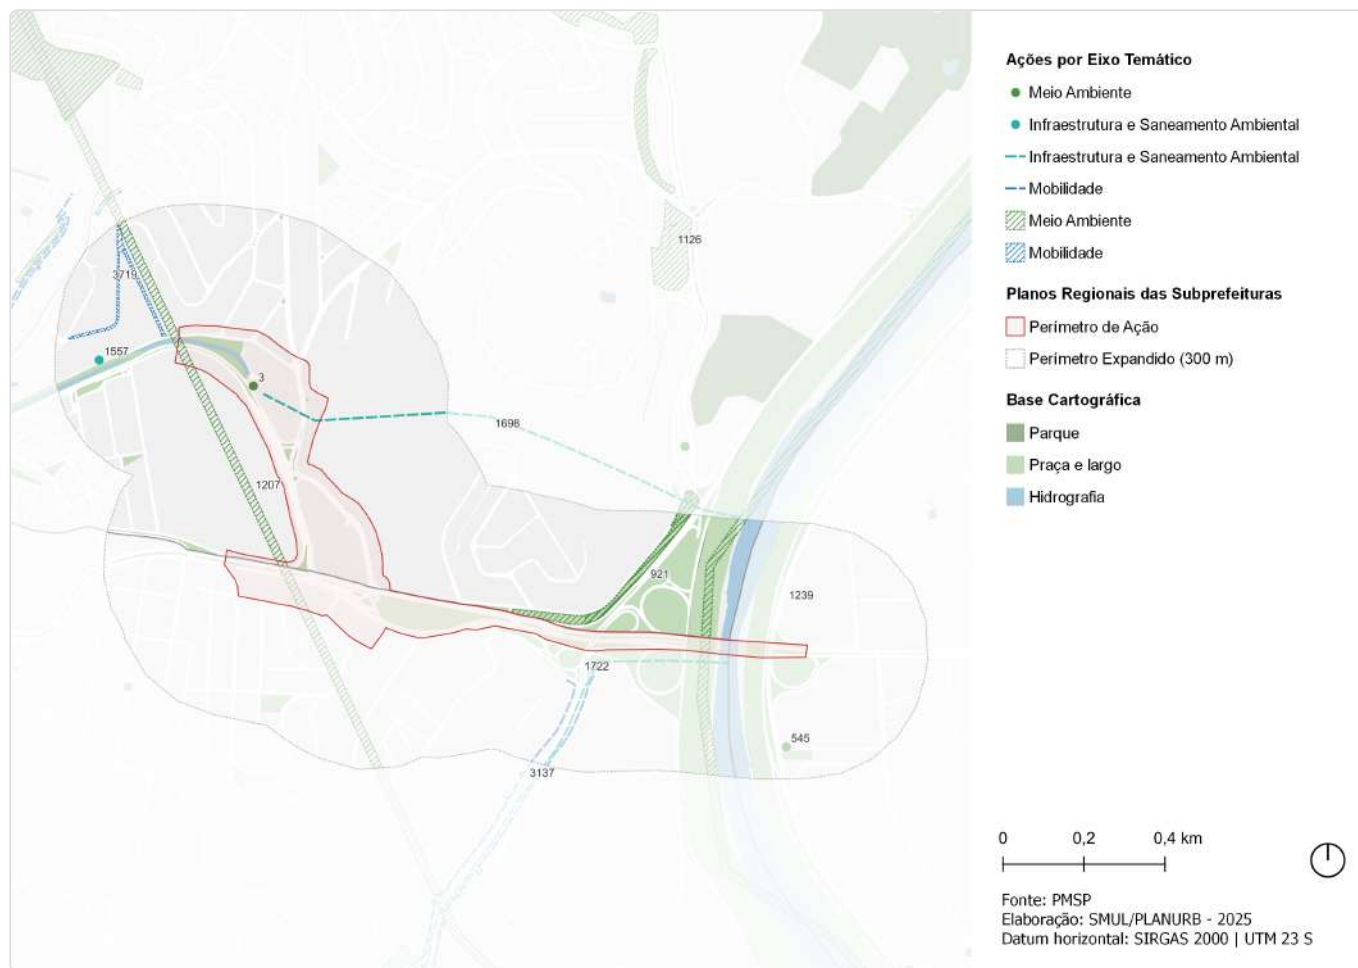 Ações por Eixo Temático
Meio Ambiente
Infraestrutura e Saneamento Ambiental
Infraestrutura e Saneamento Ambiental
Mobilidade
Meio Ambiente
Mobilidade
Planos Regionais das Subprefeituras
Perímetro de Ação
Perímetro Expandido (300 m)
Base Cartográfica
Parque
Praça e largo
Hidrografia
1126
3719
1557
3
1698
1207
921
1239
1722
545
3137
0 0,2 0,4 km
Fonte: PMSP
Elaboração: SMUL/PLANURB - 2025
Datum horizontal: SIRGAS 2000 | UTM 23 S